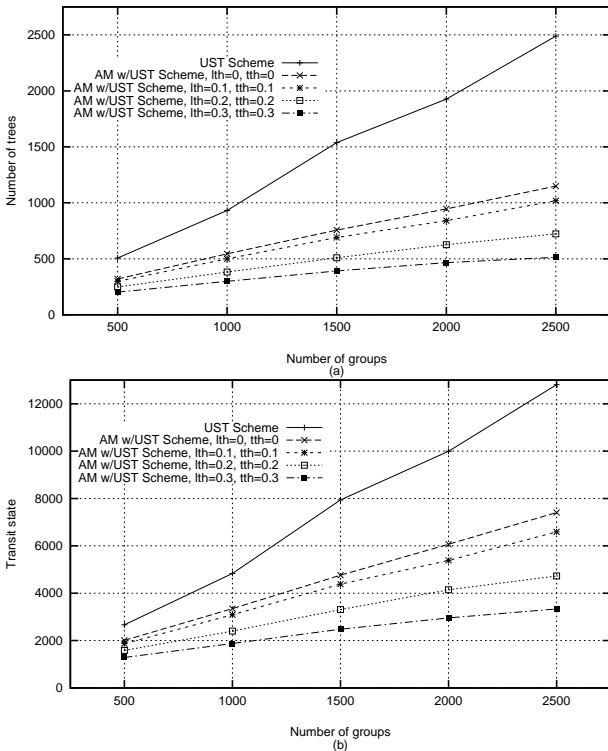 2500
2000
1500
1000
500
0
Number of trees
UST Scheme
AM w/UST Scheme, lth=0, tth=0
AM w/UST Scheme, lth=0.1, tth=0.1
AM w/UST Scheme, lth=0.2, tth=0.2
AM w/UST Scheme, lth=0.3, tth=0.3
500 1000 1500 2000 2500
Number of groups
(a)
12000
10000
8000
6000
4000
2000
0
Transit state
UST Scheme
AM w/UST Scheme, lth=0, tth=0
AM w/UST Scheme, lth=0.1, tth=0.1
AM w/UST Scheme, lth=0.2, tth=0.2
AM w/UST Scheme, lth=0.3, tth=0.3
500 1000 1500 2000 2500
Number of groups
(b)